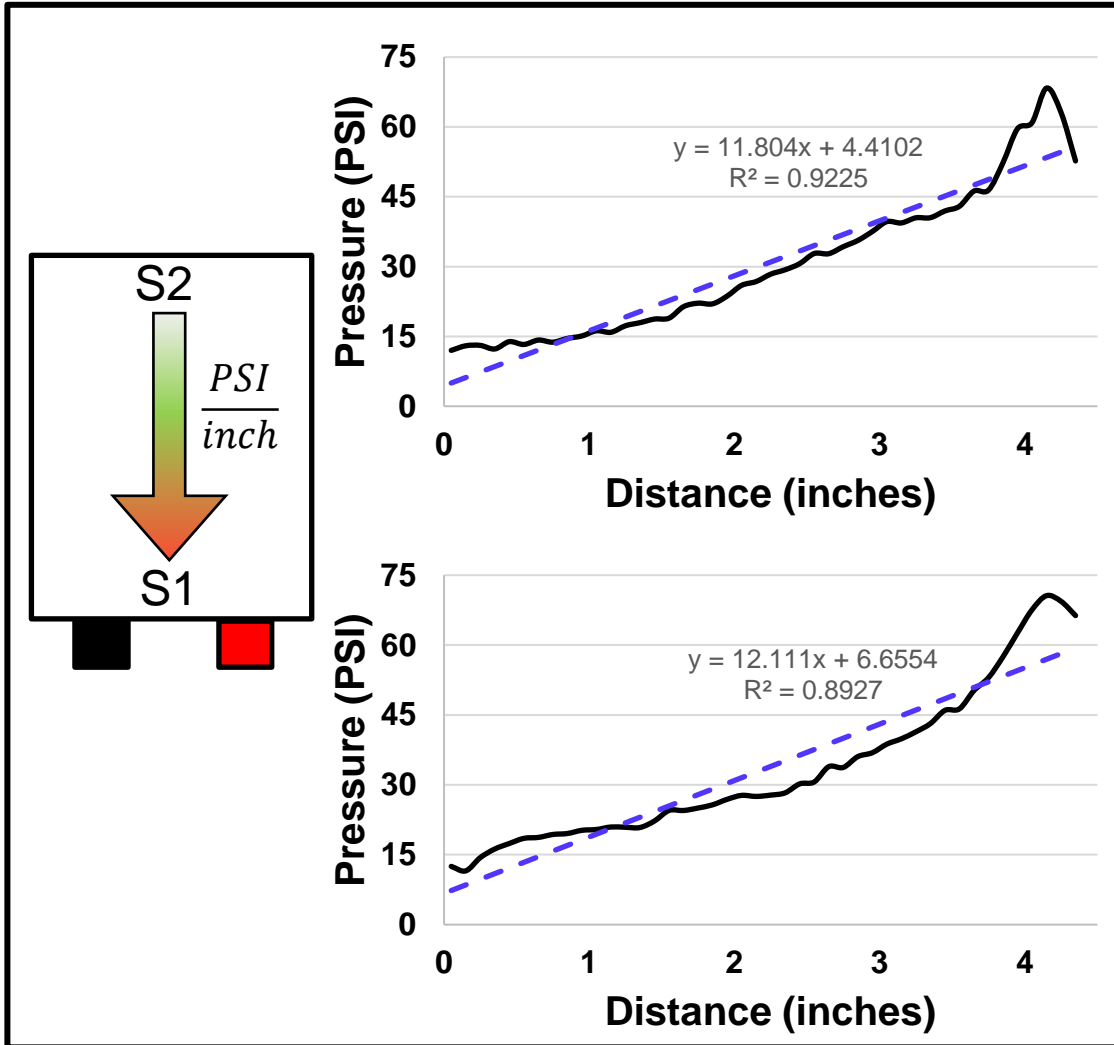 S2
PSI
inch
S1
Pressure (PSI)
75
60
45
30
15
0
y = 11.804x + 4.4102
R² = 0.9225
0 1 2 3 4
Distance (inches)
Pressure (PSI)
75
60
45
30
15
0
y = 12.111x + 6.6554
R² = 0.8927
0 1 2 3 4
Distance (inches)